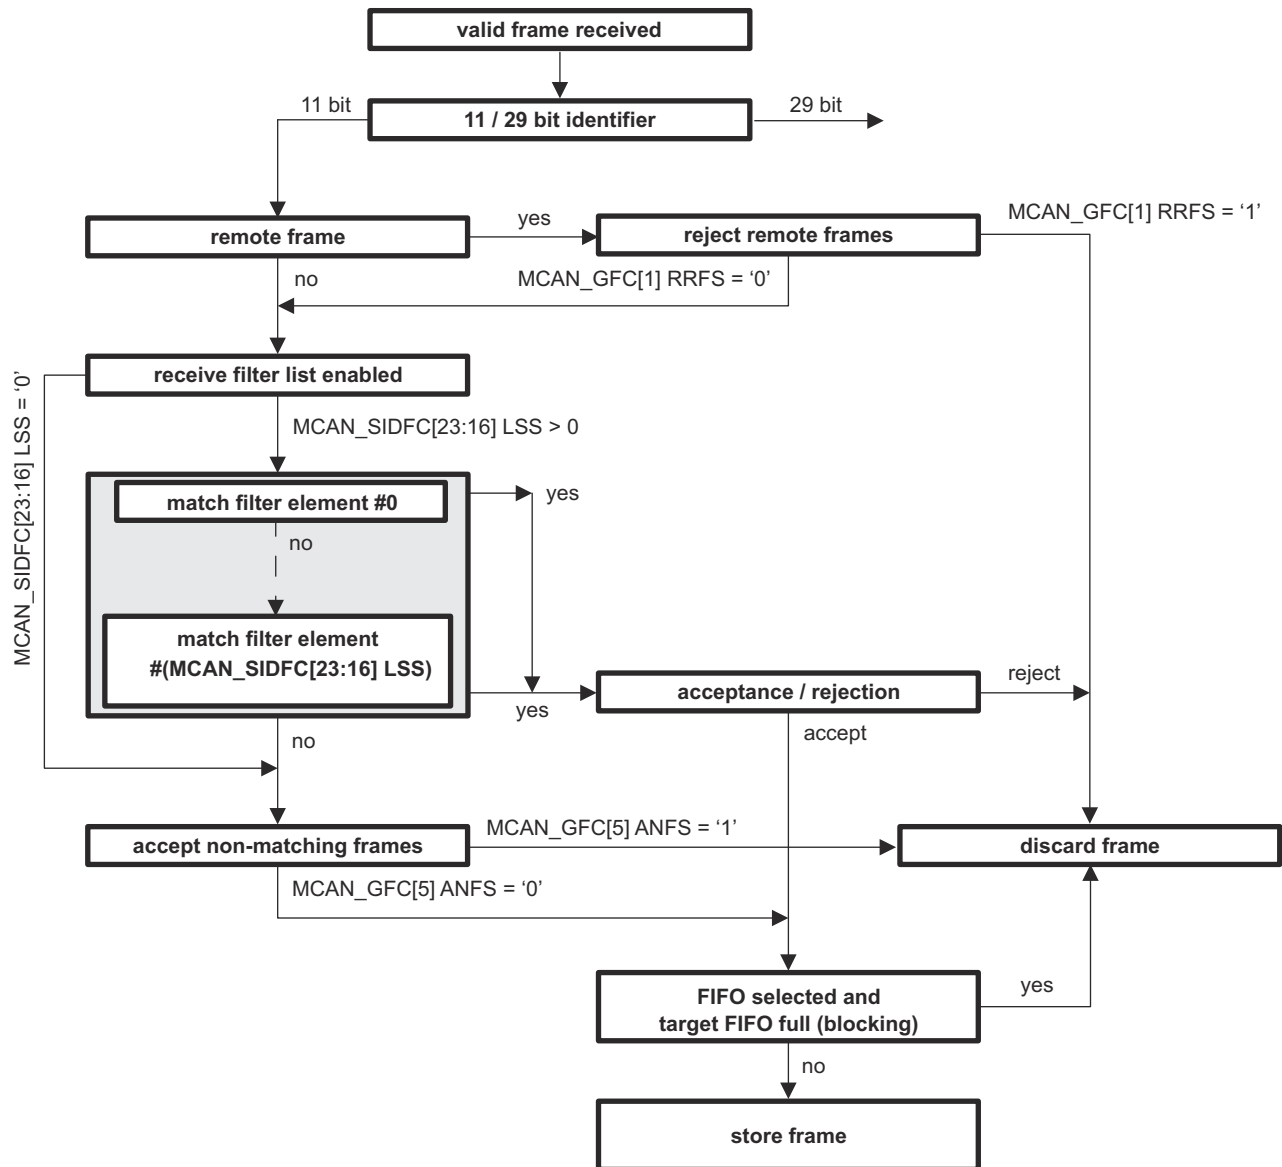 valid frame received
11 bit
11 / 29 bit identifier
29 bit
remote frame
yes
reject remote frames
MCAN_GFC[1] RRFS = ‘1’
no
MCAN_GFC[1] RRFS = ‘0’
receive filter list enabled
MCAN_SIDFC[23:16] LSS = ‘0’
MCAN_SIDFC[23:16] LSS > 0
match filter element #0
yes
no
match filter element
#(MCAN_SIDFC[23:16] LSS)
yes
acceptance / rejection
reject
no
accept
accept non-matching frames
MCAN_GFC[5] ANFS = ‘1’
discard frame
MCAN_GFC[5] ANFS = ‘0’
FIFO selected and
target FIFO full (blocking)
yes
no
store frame